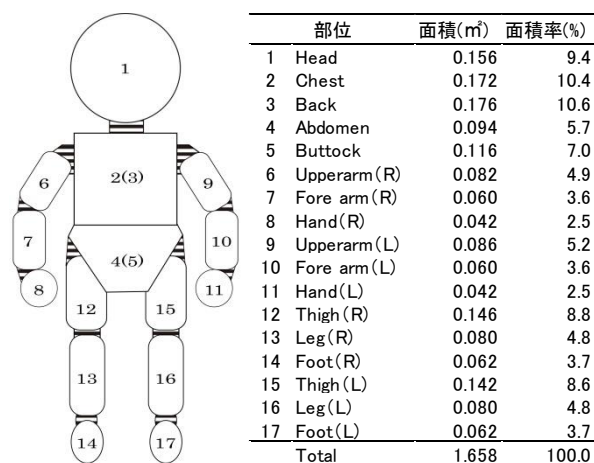 1
2(3)
6
9
7
10
4(5)
8
11
12
15
13
16
14
17
部位 面積(㎡) 面積率(%)
1 Head 0.156 9.4
2 Chest 0.172 10.4
3 Back 0.176 10.6
4 Abdomen 0.094 5.7
5 Buttock 0.116 7.0
6 Upperarm(R) 0.082 4.9
7 Fore arm(R) 0.060 3.6
8 Hand(R) 0.042 2.5
9 Upperarm(L) 0.086 5.2
10 Fore arm(L) 0.060 3.6
11 Hand(L) 0.042 2.5
12 Thigh(R) 0.146 8.8
13 Leg(R) 0.080 4.8
14 Foot(R) 0.062 3.7
15 Thigh(L) 0.142 8.6
16 Leg(L) 0.080 4.8
17 Foot(L) 0.062 3.7
Total 1.658 100.0